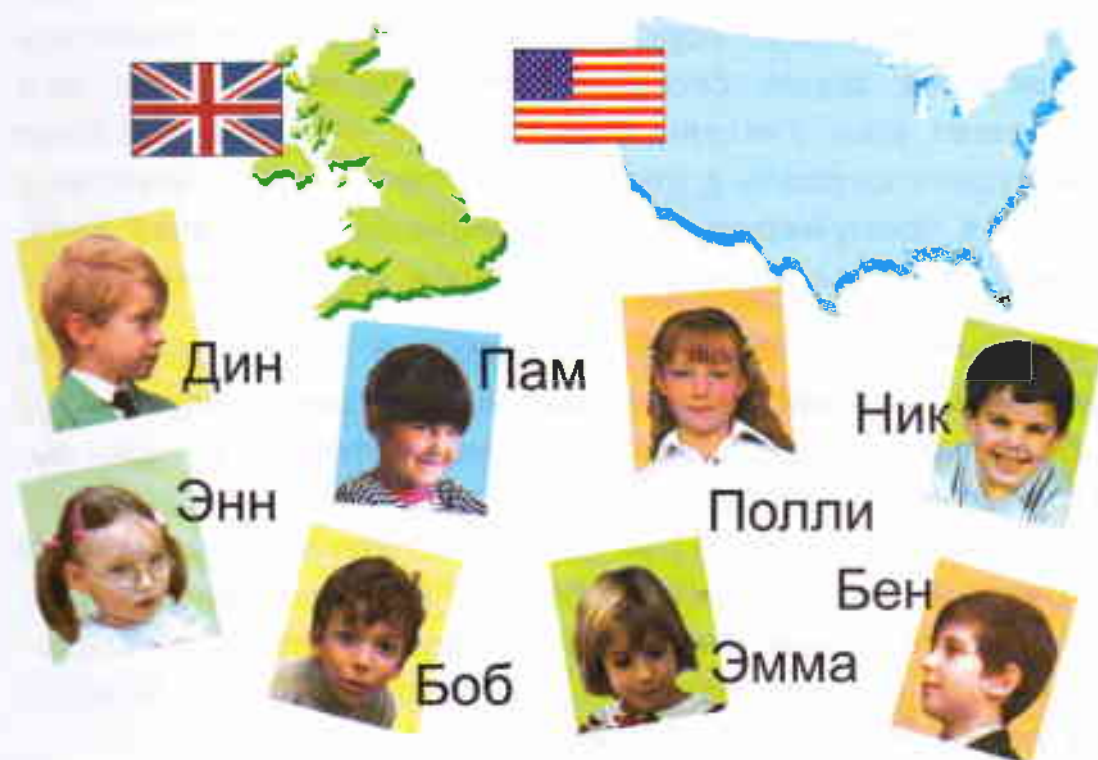 Дин
Пам
Ник
Энн
Полли
Бен
Боб
Эмма